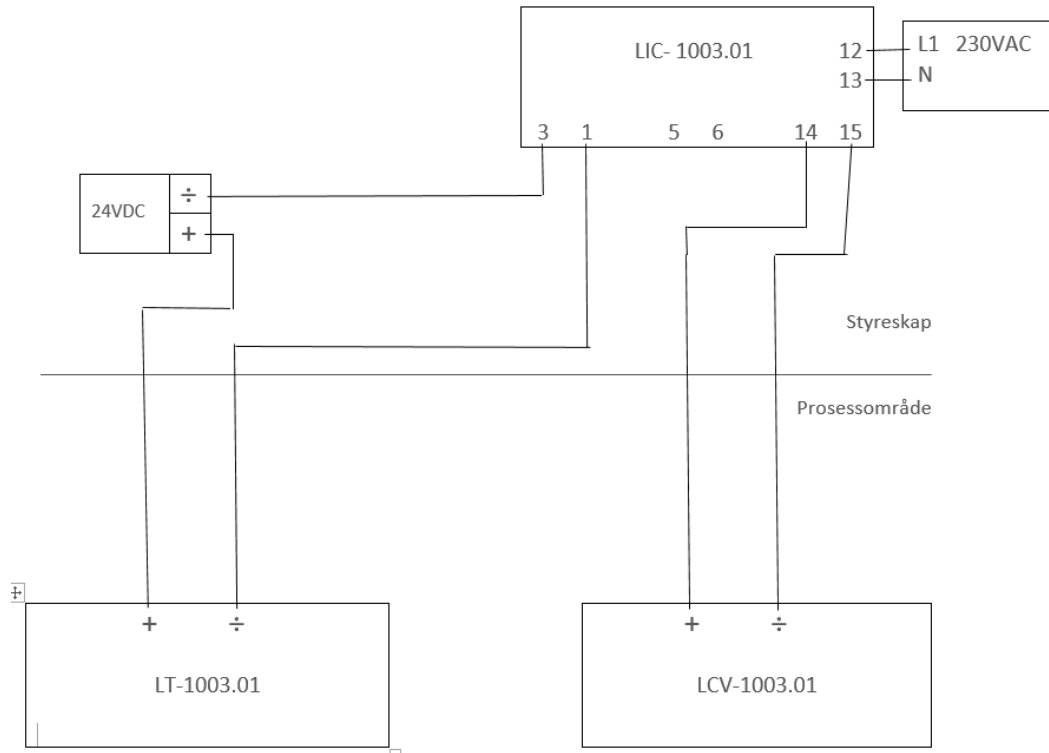 LIC- 1003.01
12
L1 230VAC
13
N
3 1 5 6 14 15
÷
24VDC
+
Styreskap
Prosessområde
+ ÷
LT-1003.01
+ ÷
LCV-1003.01